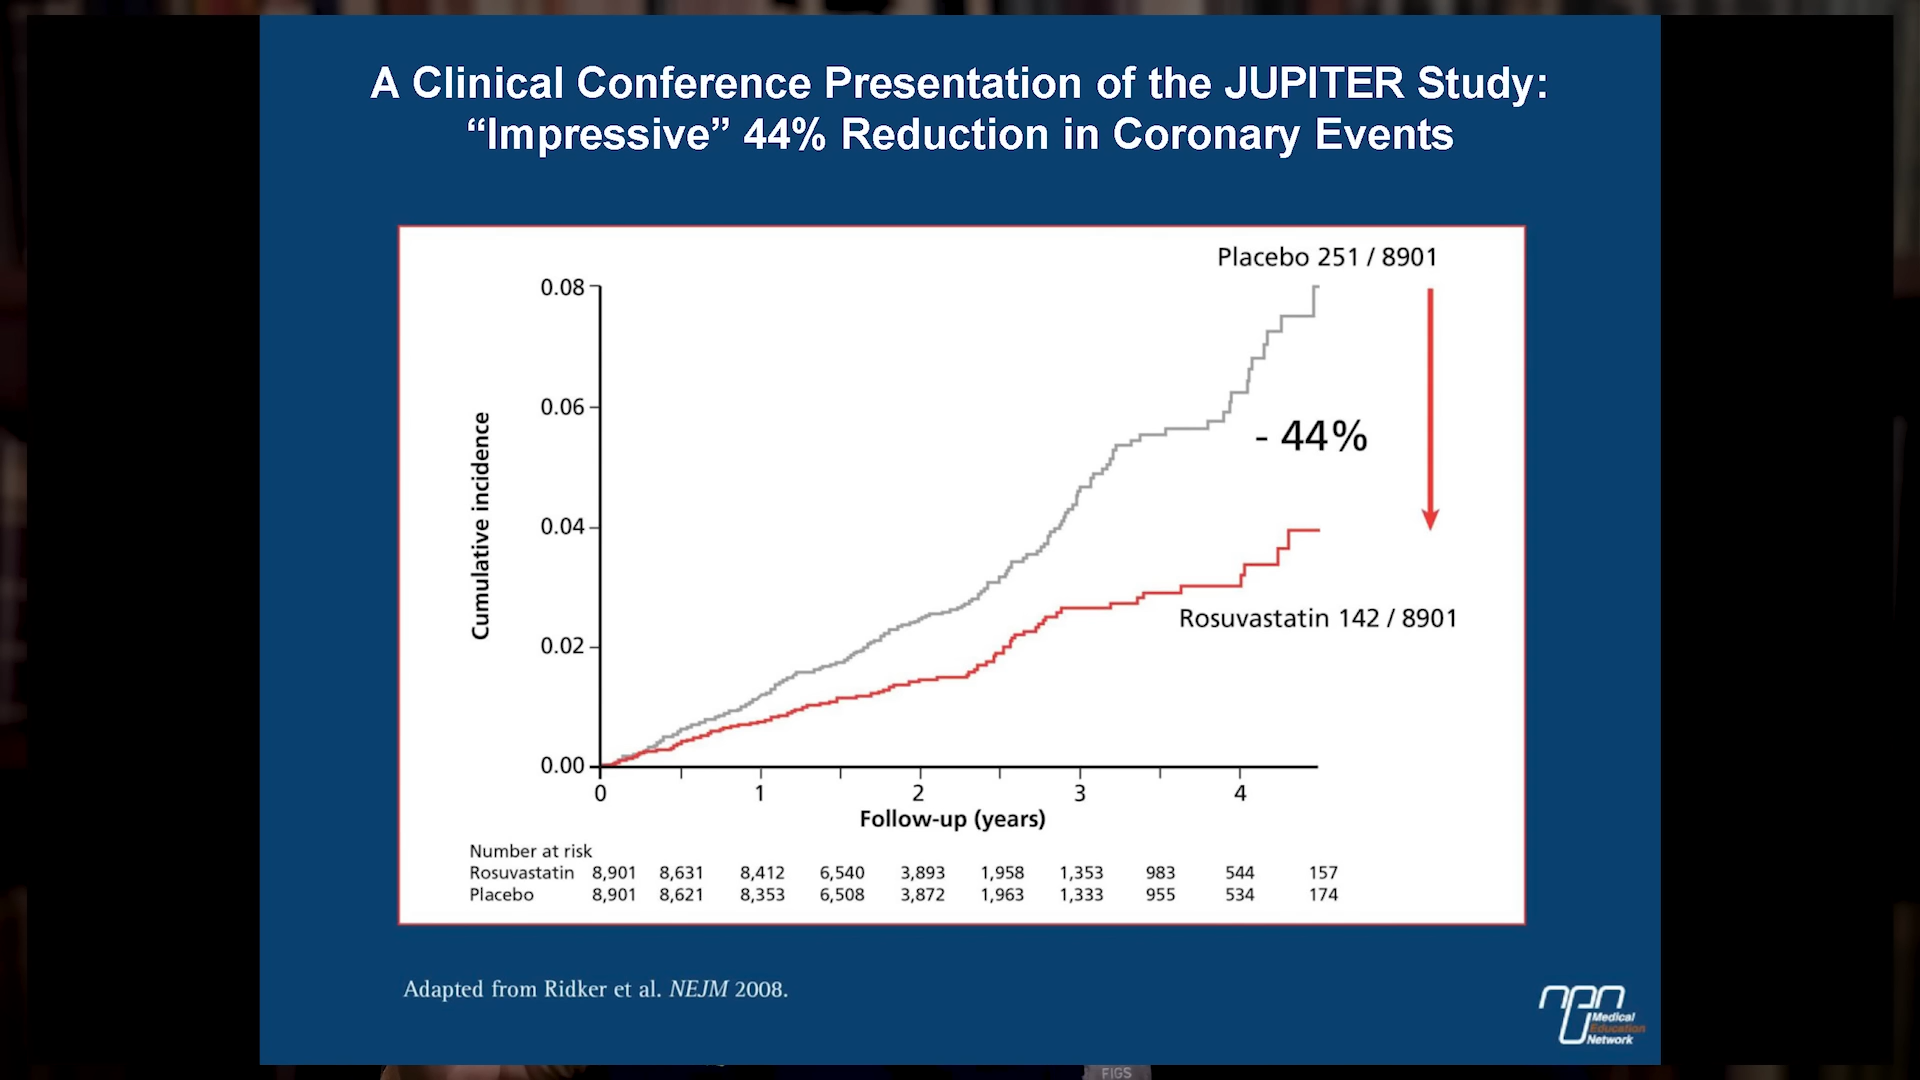 A Clinical Conference Presentation of the JUPITER Study:
“Impressive” 44% Reduction in Coronary Events
Placebo 251 / 8901
0.08
0.06
- 44%
0.04
Cumulative incidence
Rosuvastatin 142 / 8901
0.02
0.00
0 1 2 3 4
Follow-up (years)
Number at risk
Rosuvastatin 8,901 8,631 8,412 6,540 3,893 1,958 1,353 983 544 157
Placebo 8,901 8,621 8,353 6,508 3,872 1,963 1,333 955 534 174
Adapted from Ridker et al. NEJM 2008.
Medical
Education
Network
FIGS